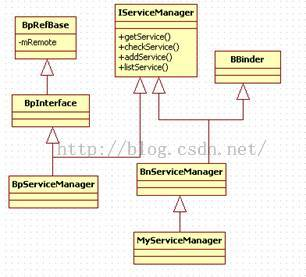 IServiceManager
+getService()
+checkService()
+addService()
+listService()
BpRefBase
-mRemote
BBinder
BpInterface
http://blog.csdn.net/
BpServiceManager
BnServiceManager
MyServiceManager